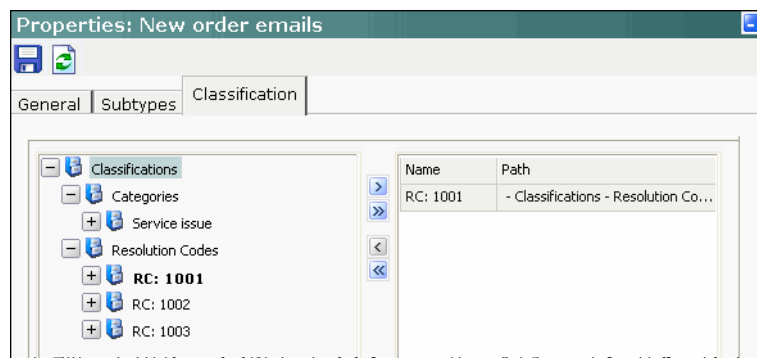 Properties: New order emails
General
Subtypes
Classification
Classifications
Categories
Service issue
Resolution Codes
RC: 1001
RC: 1002
RC: 1003
Name Path
RC: 1001 - Classifications - Resolution Co...